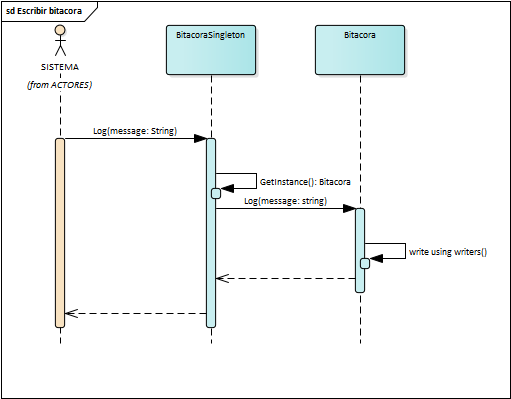 sd Escribir bitacora
BitacoraSingleton
Bitacora
SISTEMA
(from ACTORES)
Log(message: String)
GetInstance(): Bitacora
Log(message: string)
write using writers()